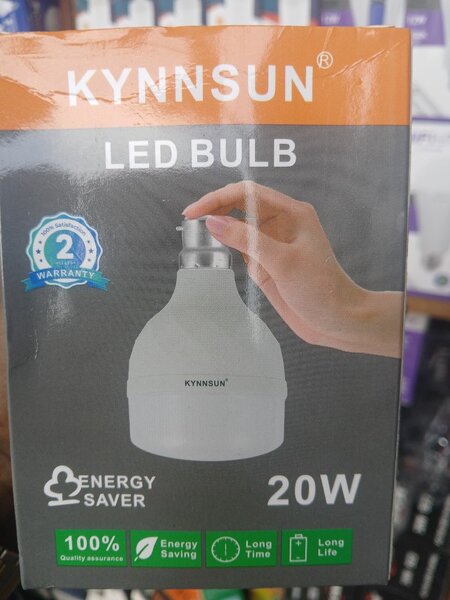 KYNNSUN®
LED BULB
100% Satisfaction
2
WARRANTY
KYNNSUN®
ENERGY
SAVER
20W
100%
Quality assurance
Energy
Saving
Long
Time
Long
Life